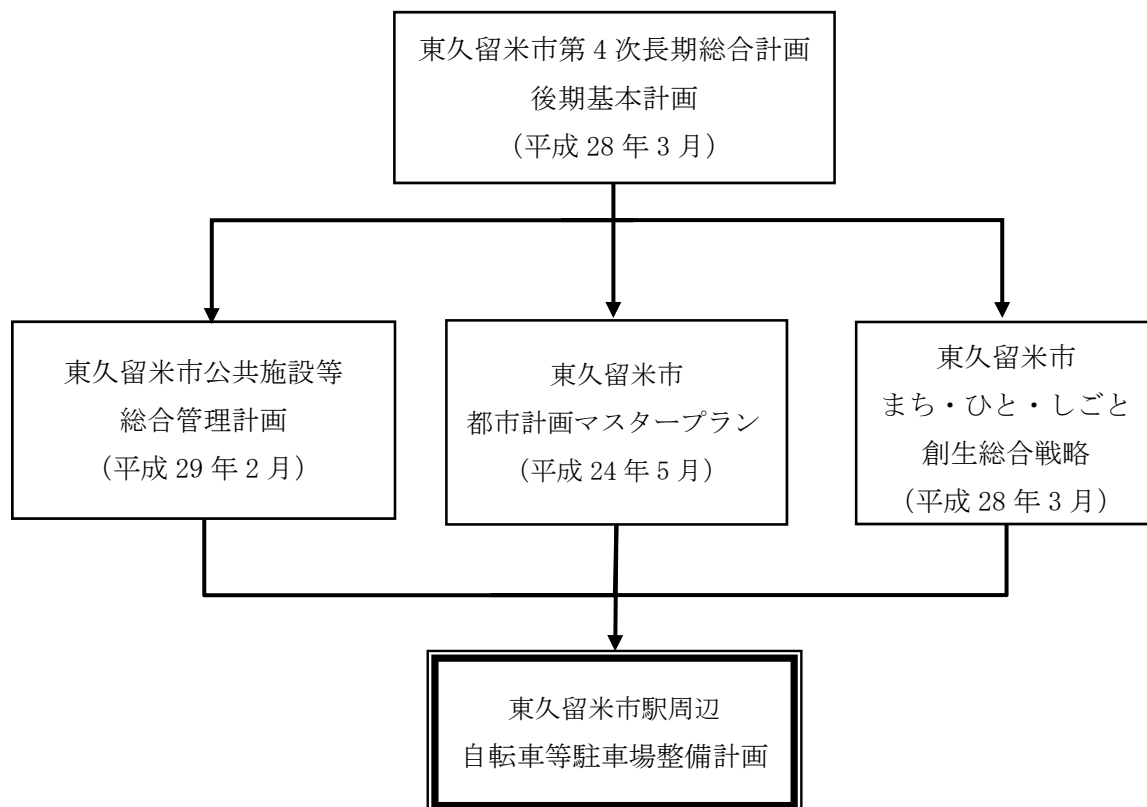 東久留米市第4次長期総合計画
後期基本計画
（平成28年3月）
東久留米市公共施設等
総合管理計画
（平成29年2月）
東久留米市
都市計画マスタープラン
（平成24年5月）
東久留米市
まち・ひと・しごと
創生総合戦略
（平成28年3月）
東久留米市駅周辺
自転車等駐車場整備計画